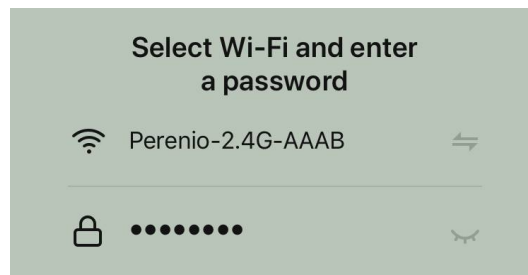 Select Wi-Fi and enter
a password
Perenio-2.4G-AAAB
••••••••